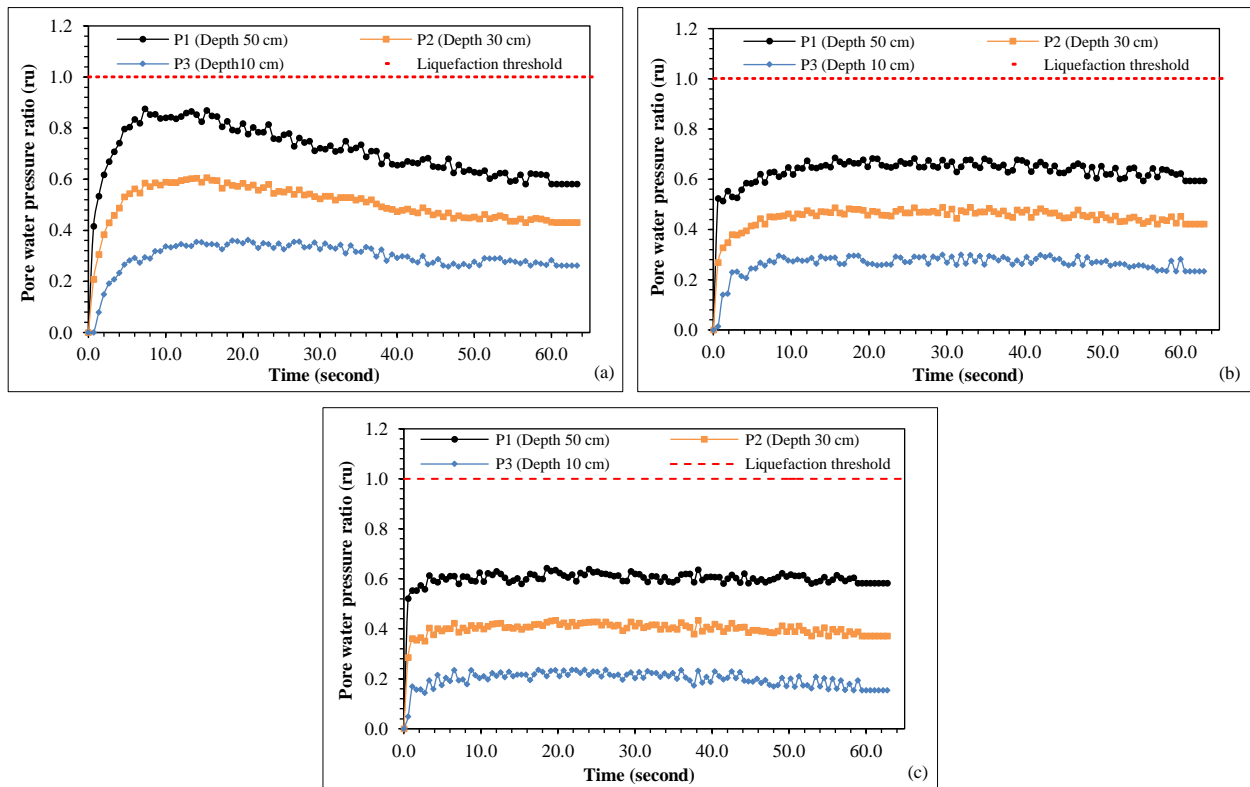 1.2
P1 (Depth 50 cm)
P2 (Depth 30 cm)
P3 (Depth10 cm)
Liquefaction threshold
1.0
0.8
0.6
0.4
0.2
0.0
Pore water pressure ratio (ru)
0.0 10.0 20.0 30.0 40.0 50.0 60.0
Time (second)
(a)
1.2
P1 (Depth 50 cm)
P2 (Depth 30 cm)
P3 (Depth 10 cm)
Liquefaction threshold
1.0
0.8
0.6
0.4
0.2
0.0
Pore water pressure ratio (ru)
0.0 10.0 20.0 30.0 40.0 50.0 60.0
Time (second)
(b)
1.2
P1 (Depth 50 cm)
P2 (Depth 30 cm)
P3 (Depth 10 cm)
Liquefaction threshold
1.0
0.8
0.6
0.4
0.2
0.0
Pore water pressure ratio (ru)
0.0 10.0 20.0 30.0 40.0 50.0 60.0
Time (second)
(c)